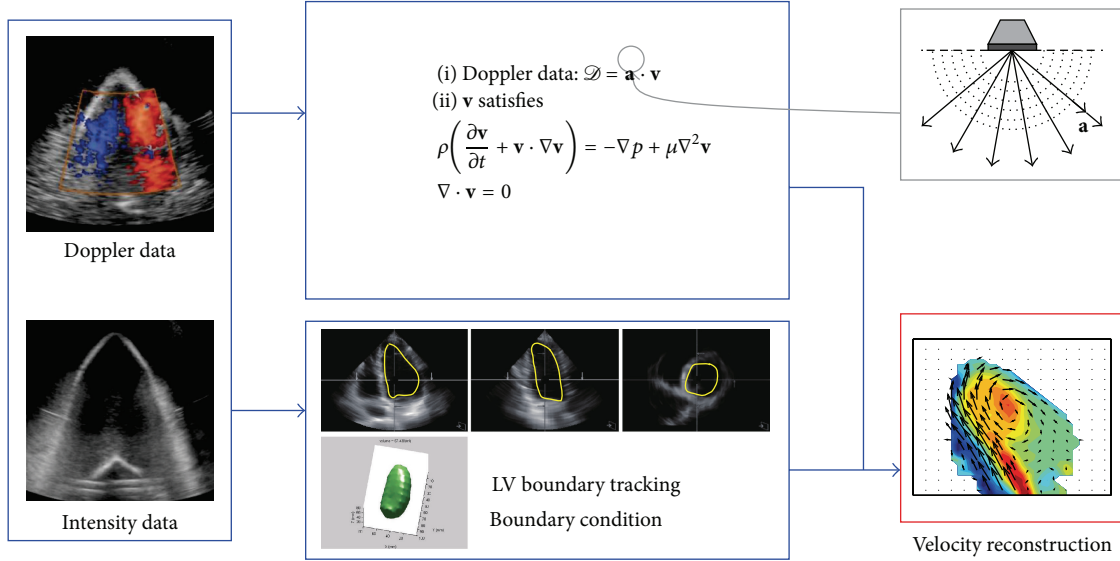 Doppler data
Intensity data
(i) Doppler data: 𝒟 = a · v
(ii) v satisfies
ρ(∂v/∂t + v · ∇v) = −∇p + μ∇²v
∇ · v = 0
LV boundary tracking
Boundary condition
a
Velocity reconstruction